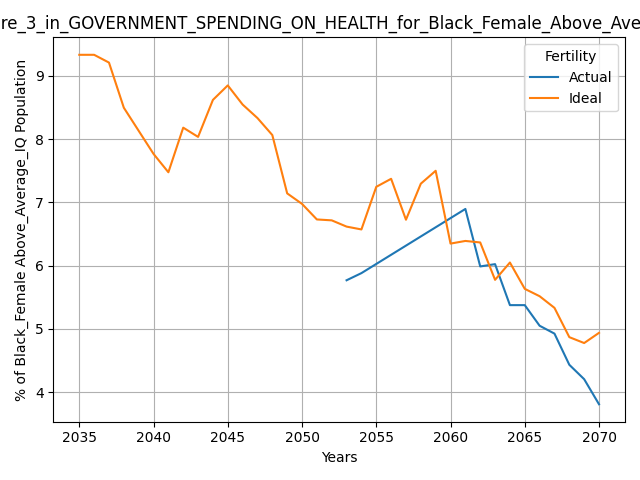 re_3_in_GOVERNMENT_SPENDING_ON_HEALTH_for_Black_Female_Above_Ave
Fertility
Actual
Ideal
% of Black_Female Above_Average_IQ Population
9
8
7
6
5
4
2035 2040 2045 2050 2055 2060 2065 2070
Years